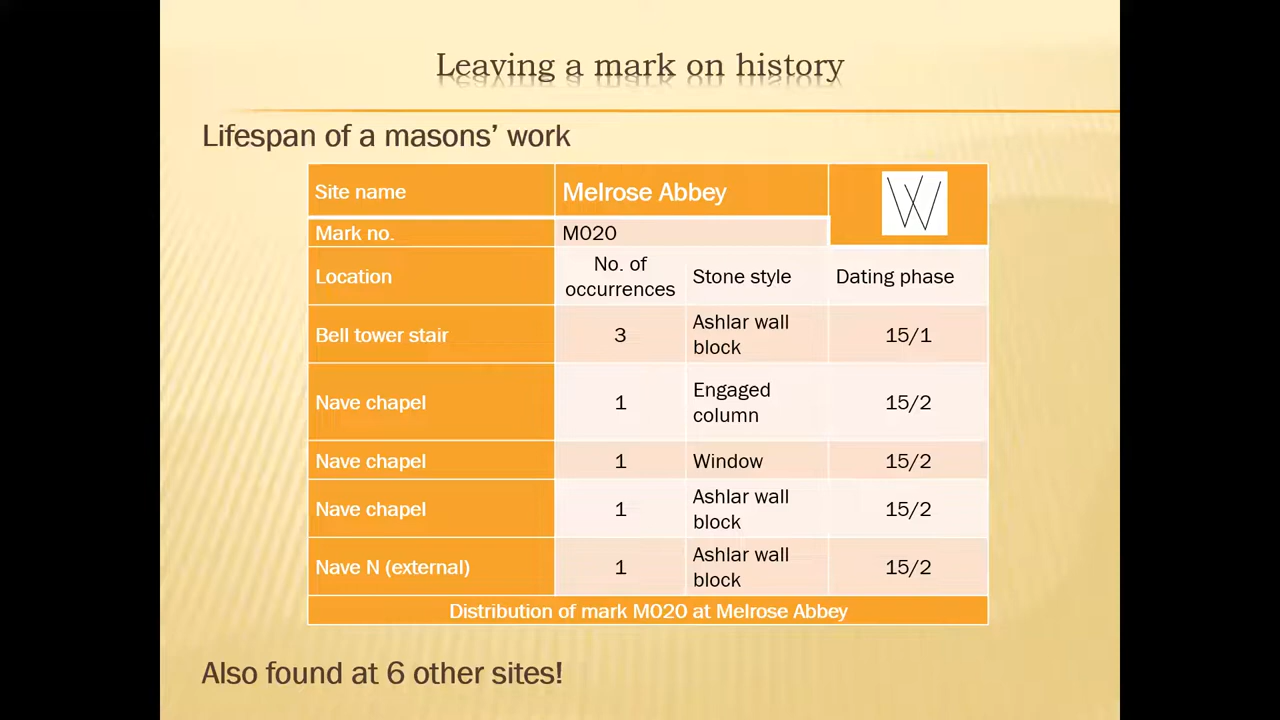 Leaving a mark on history
Lifespan of a masons’ work
Site name Melrose Abbey
Mark no. M020
Location No. of occurrences Stone style Dating phase
Bell tower stair 3 Ashlar wall block 15/1
Nave chapel 1 Engaged column 15/2
Nave chapel 1 Window 15/2
Nave chapel 1 Ashlar wall block 15/2
Nave N (external) 1 Ashlar wall block 15/2
Distribution of mark M020 at Melrose Abbey
Also found at 6 other sites!